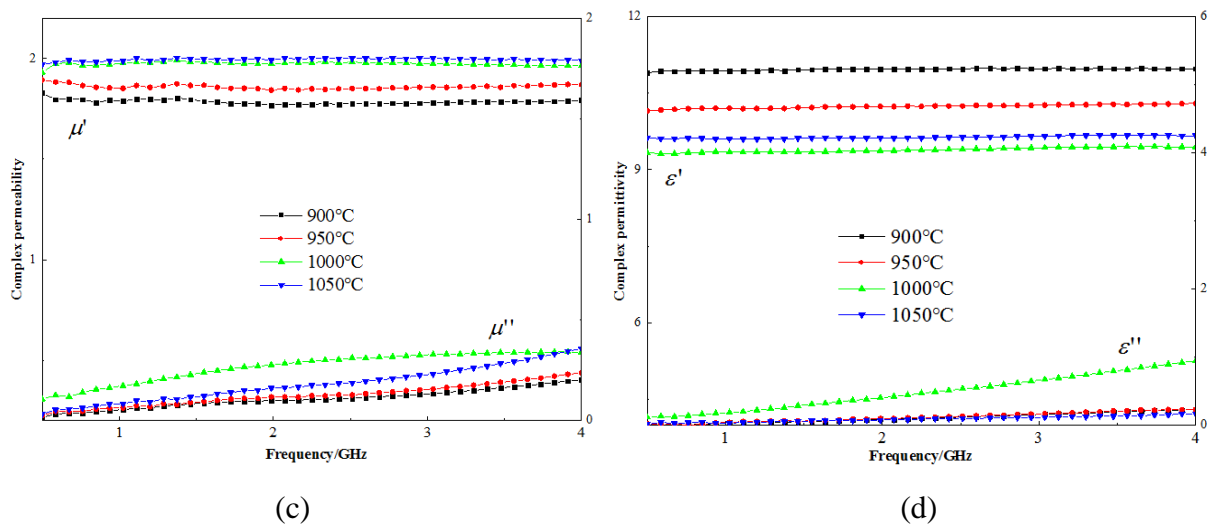 2
2
μ'
Complex permeability
1
1
900°C
950°C
1000°C
1050°C
μ''
0
1
2
3
4
Frequency/GHz
(c)
12
6
9
4
ε'
Complex permittivity
900°C
950°C
1000°C
1050°C
2
6
ε''
0
1
2
3
4
Frequency/GHz
(d)